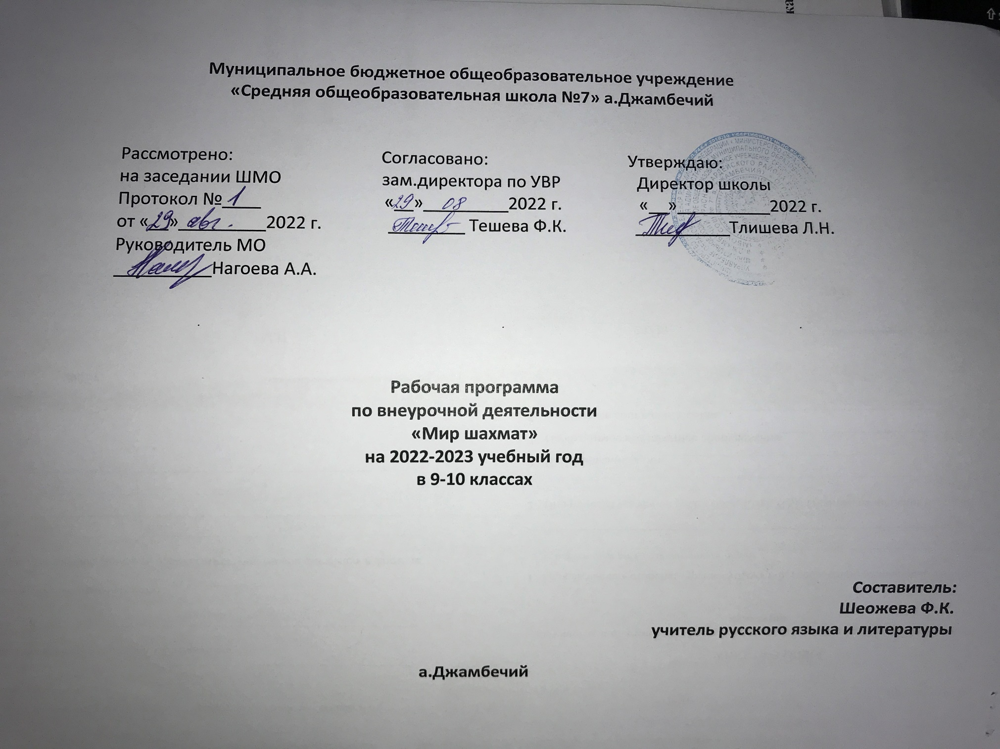 Муниципальное бюджетное общеобразовательное учреждение
«Средняя общеобразовательная школа №7» а.Джамбечий
Рассмотрено:
на заседании ШМО
Протокол № 1
от «29» авг. 2022 г.
Руководитель МО
Нагоева А.А.
Согласовано:
зам.директора по УВР
«29» 08 2022 г.
Тешева Ф.К.
Утверждаю:
Директор школы
«__»___________2022 г.
Тлишева Л.Н.
Рабочая программа
по внеурочной деятельности
«Мир шахмат»
на 2022-2023 учебный год
в 9-10 классах
Составитель:
Шеожева Ф.К.
учитель русского языка и литературы
а.Джамбечий